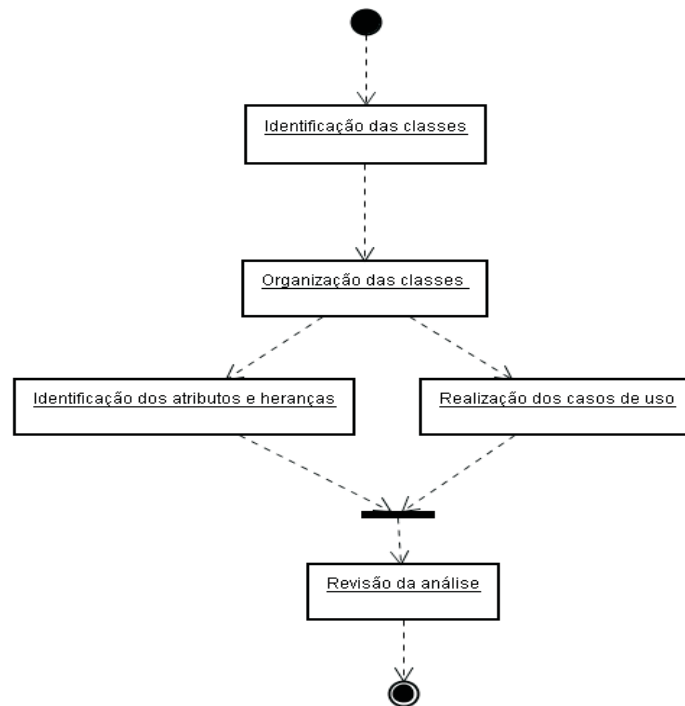 Identificação das classes
Organização das classes
Identificação dos atributos e heranças
Realização dos casos de uso
Revisão da análise